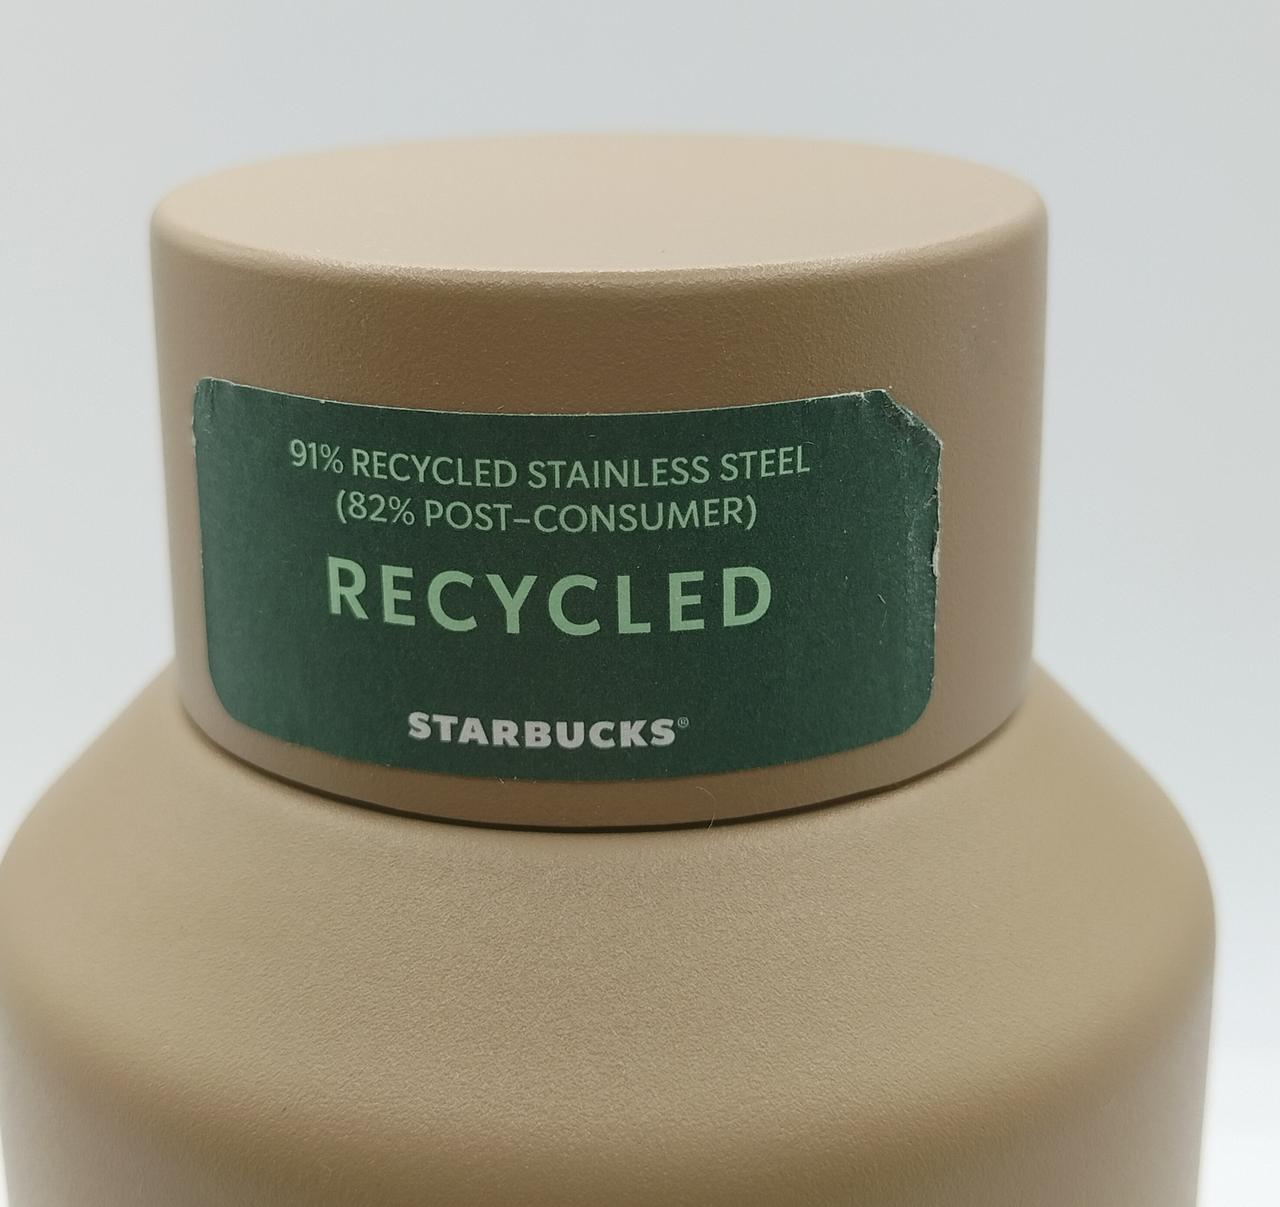 91% RECYCLED STAINLESS STEEL
(82% POST-CONSUMER)
RECYCLED
STARBUCKS®